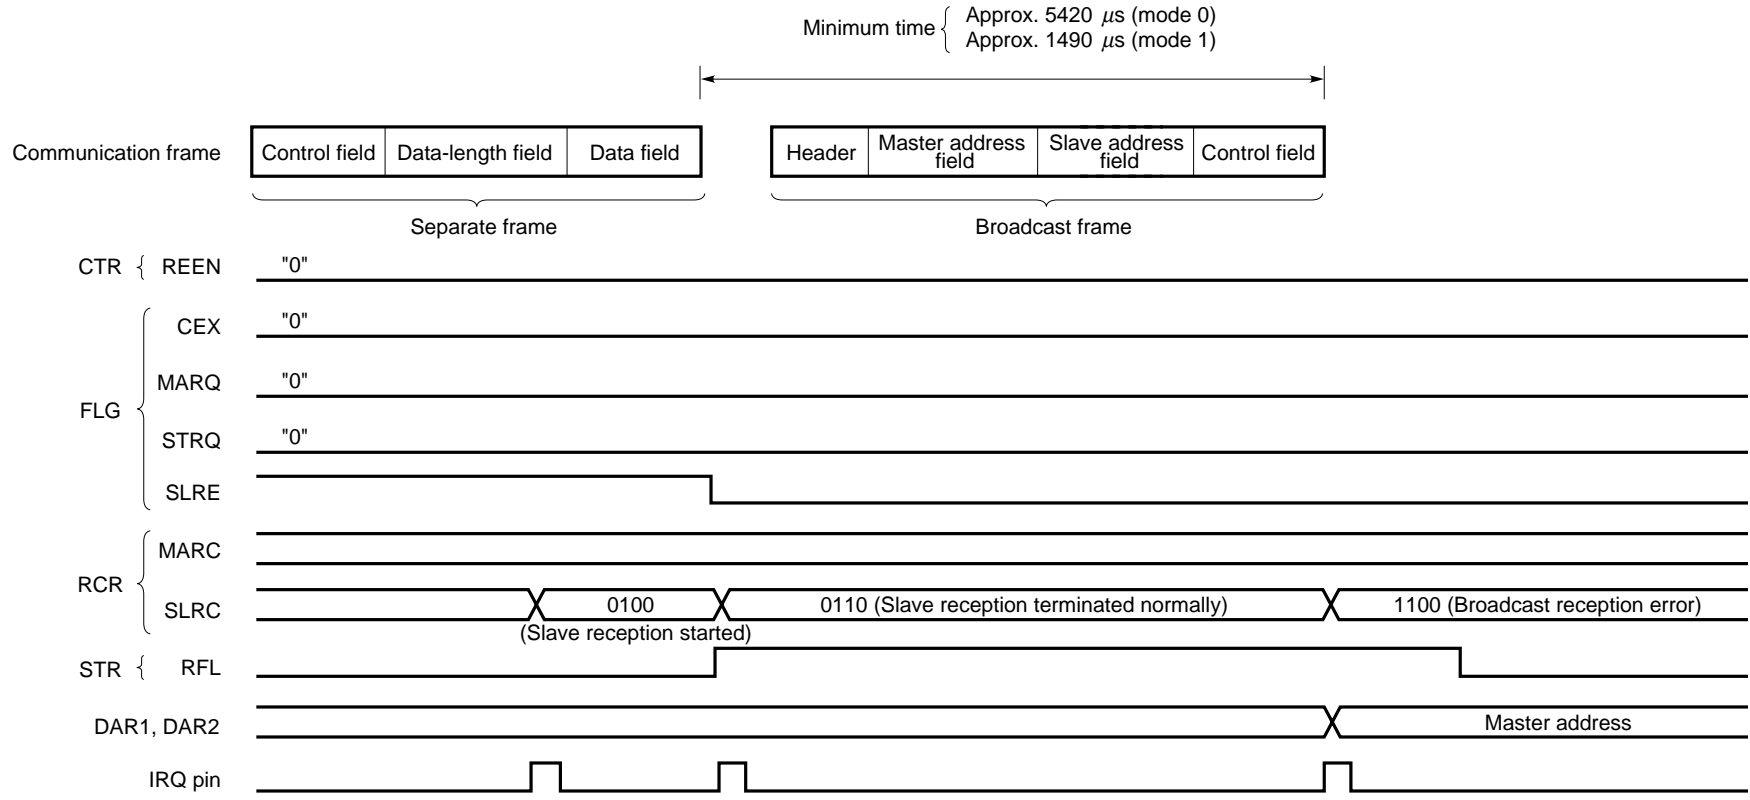 Minimum time
Approx. 5420 µs (mode 0)
Approx. 1490 µs (mode 1)
Communication frame
Control field
Data-length field
Data field
Header
Master address
field
Slave address
field
Control field
Separate frame
Broadcast frame
CTR
REEN
"0"
FLG
CEX
"0"
MARQ
"0"
STRQ
"0"
SLRE
RCR
MARC
SLRC
0100
(Slave reception started)
0110 (Slave reception terminated normally)
1100 (Broadcast reception error)
STR
RFL
DAR1, DAR2
Master address
IRQ pin